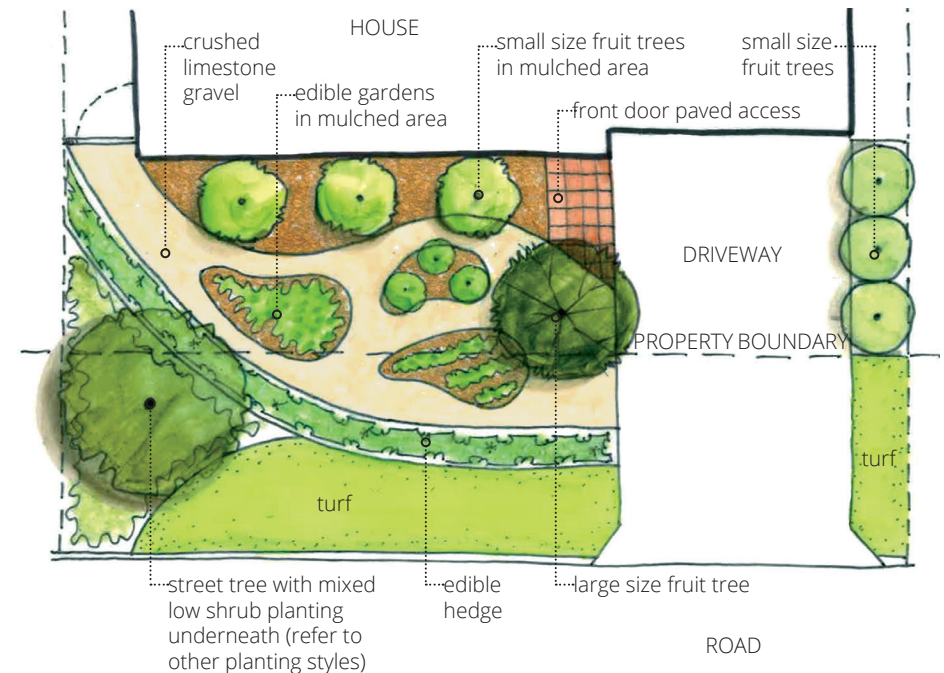 HOUSE
crushed
limestone
gravel
edible gardens
in mulched area
small size fruit trees
in mulched area
small size
fruit trees
front door paved access
DRIVEWAY
PROPERTY BOUNDARY
turf
turf
street tree with mixed
low shrub planting
underneath (refer to
other planting styles)
edible
hedge
large size fruit tree
ROAD